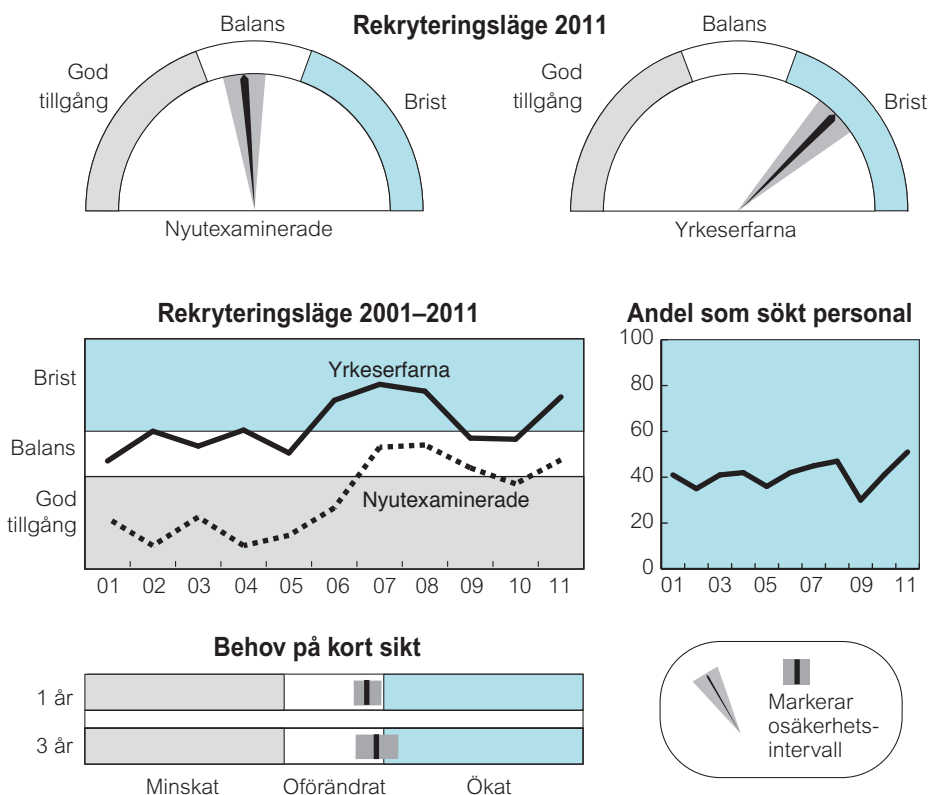 Rekryteringsläge 2011
Balans
God
tillgång
Brist
Nyutexaminerade
Balans
God
tillgång
Brist
Yrkeserfarna
Rekryteringsläge 2001–2011
Brist
Balans
God
tillgång
Yrkeserfarna
Nyutexaminerade
01 02 03 04 05 06 07 08 09 10 11
Andel som sökt personal
100
80
60
40
20
0
01 03 05 07 09 11
Behov på kort sikt
1 år
3 år
Minskat Oförändrat Ökat
Markerar
osäkerhets-
intervall